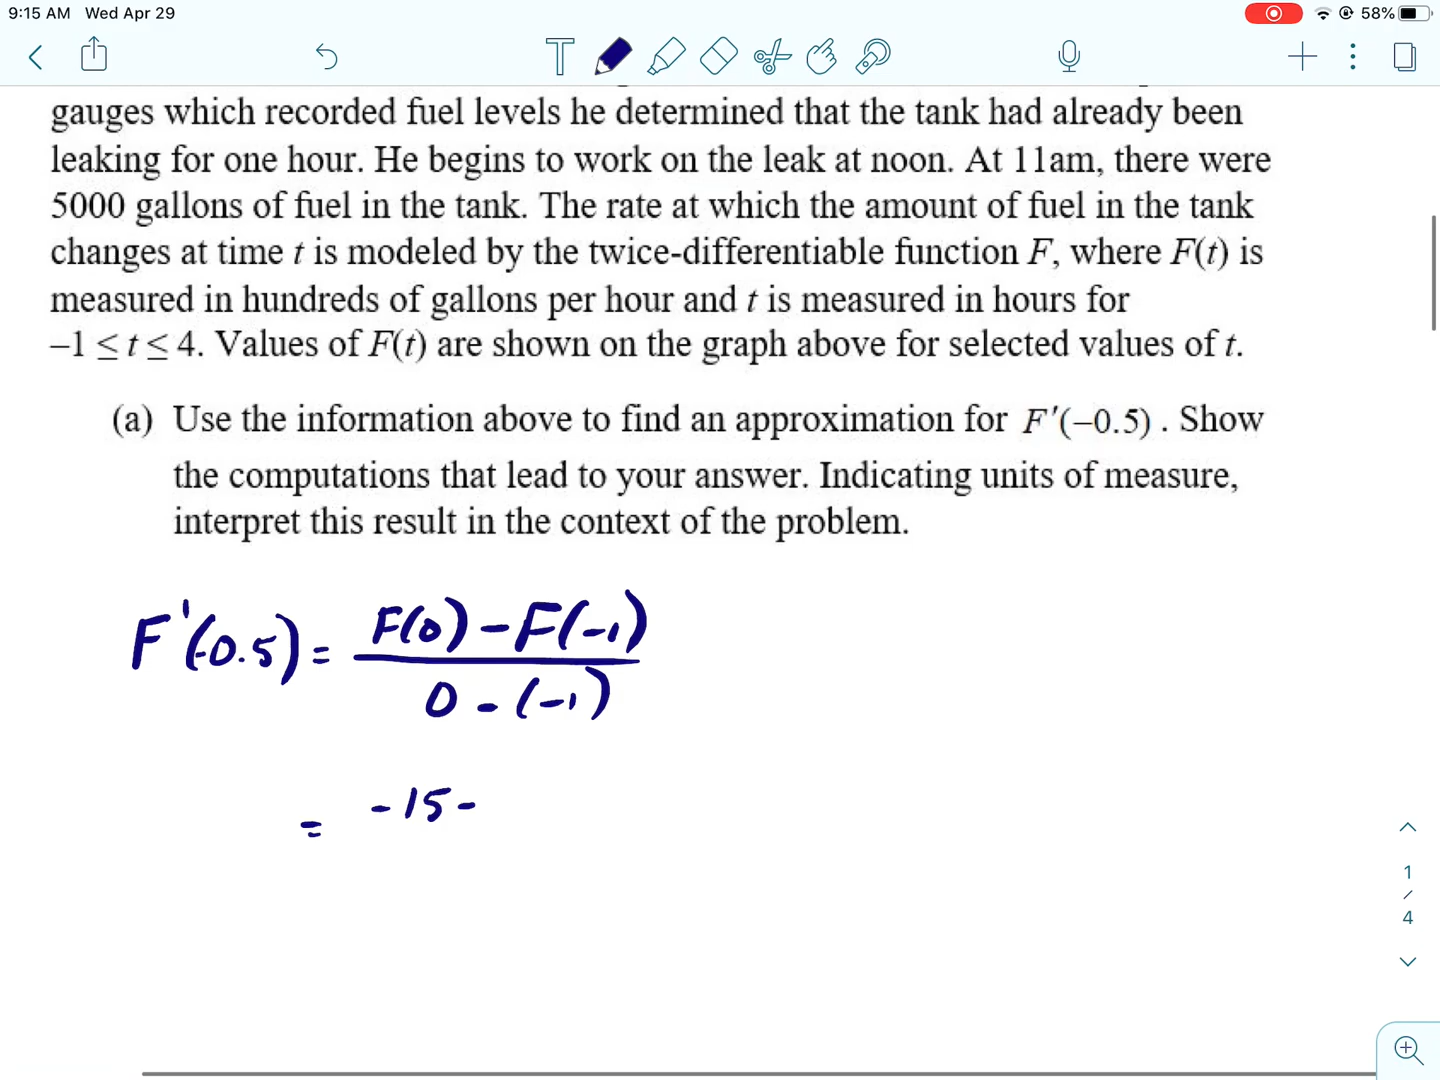 9:15 AM Wed Apr 29
58%
T
gauges which recorded fuel levels he determined that the tank had already been
leaking for one hour. He begins to work on the leak at noon. At 11am, there were
5000 gallons of fuel in the tank. The rate at which the amount of fuel in the tank
changes at time t is modeled by the twice-differentiable function F, where F(t) is
measured in hundreds of gallons per hour and t is measured in hours for
−1 ≤ t ≤ 4. Values of F(t) are shown on the graph above for selected values of t.
(a) Use the information above to find an approximation for F′(−0.5). Show
the computations that lead to your answer. Indicating units of measure,
interpret this result in the context of the problem.
F'(-0.5) = F(0) - F(-1)
0 - (-1)
= -15 -
1
/
4